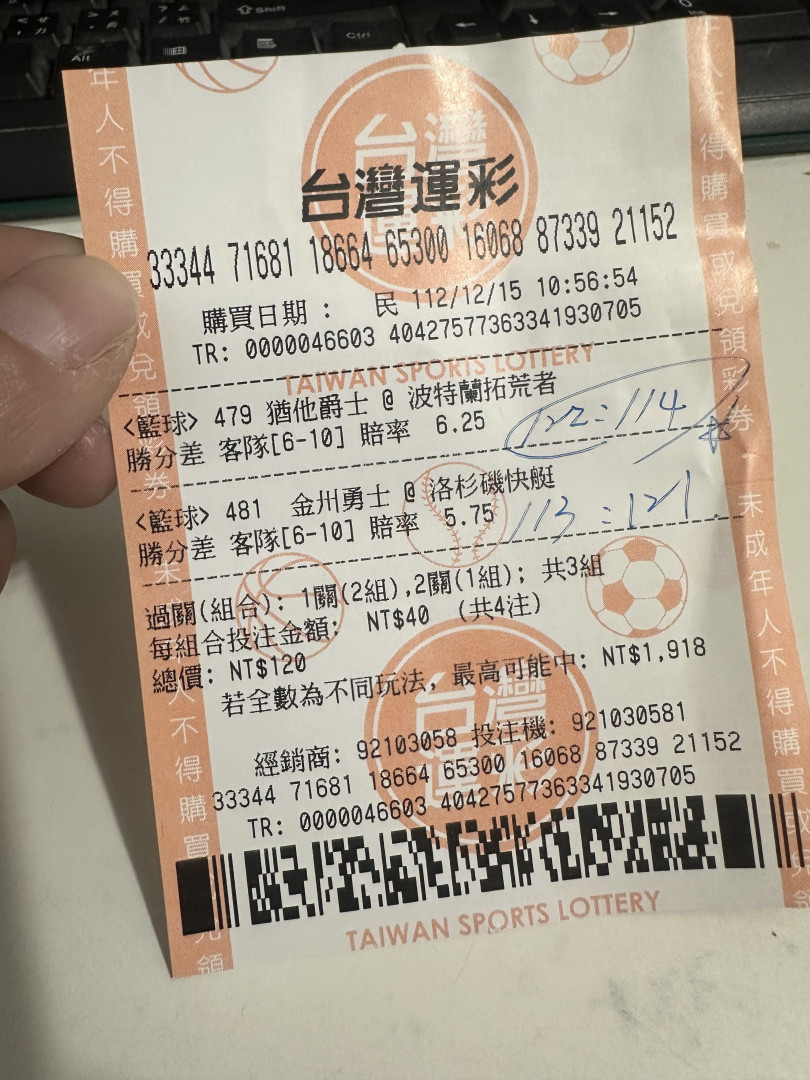 台灣運彩
33344 71681 18664 65300 16068 87339 21152
購買日期 : 民 112/12/15 10:56:54
TR: 0000046603 404275773633341930705
TAIWAN SPORTS LOTTERY
<籃球> 479 猶他爵士 @ 波特蘭拓荒者
勝分差 客隊[6-10] 賠率 6.25
122:114
<籃球> 481 金州勇士 @ 洛杉磯快艇
勝分差 客隊[6-10] 賠率 5.75
113:121
過關(組合): 1關(2組),2關(1組); 共3組
每組合投注金額: NT$40 (共4注)
總價: NT$120
若全數為不同玩法, 最高可能中: NT$1,918
經銷商: 92103058 投注機: 921030581
33344 71681 18664 65300 16068 87339 21152
TR: 0000046603 404275773633341930705
TAIWAN SPORTS LOTTERY
年人不得購買或兌領彩券
未成年人不得購買或兌領